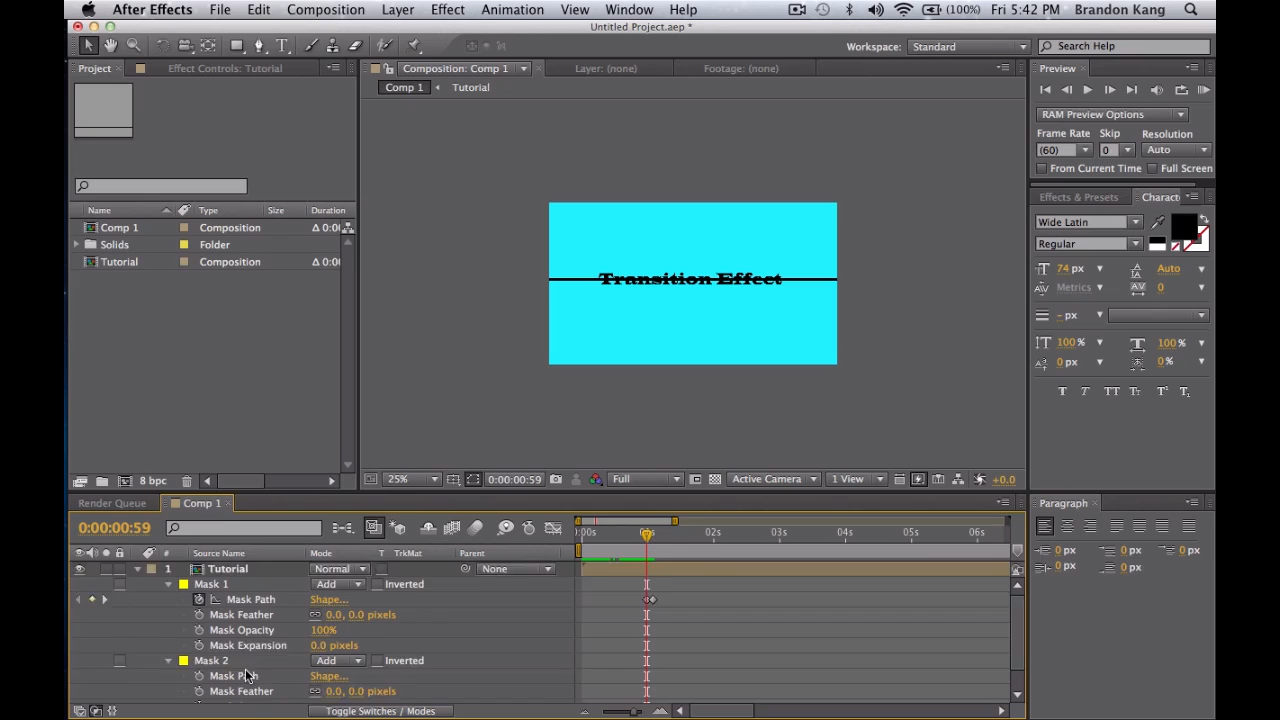 After Effects File Edit Composition Layer Effect Animation View Window Help (100%) Fri 5:42 PM Brandon Kang
Untitled Project.aep *
Workspace: Standard Search Help
Project Effect Controls: Tutorial Composition: Comp 1 Layer: (none) Footage: (none) Preview
Comp 1 Tutorial
RAM Preview Options
Frame Rate Skip Resolution
(60) 0 Auto
From Current Time Full Screen
Effects & Presets Charact
Wide Latin
Regular
74 px Auto
Metrics 0
- px
100 % 100 %
0 px 0 %
T T TT Tr T¹ T₁
Name Type Size Duration
Comp 1 Composition Δ 0:00
Solids Folder
Tutorial Composition Δ 0:00
Transition Effect
8 bpc
25% 0:00:00:59 Full Active Camera 1 View +0.0
Render Queue Comp 1 Paragraph
0:00:00:59
:00s 02s 03s 04s 05s 06s
# Source Name Mode T TrkMat Parent
1 Tutorial Normal None
Mask 1 Add Inverted
Mask Path Shape...
Mask Feather 0.0, 0.0 pixels
Mask Opacity 100%
Mask Expansion 0.0 pixels
Mask 2 Add Inverted
Mask Path Shape...
Mask Feather 0.0, 0.0 pixels
Toggle Switches / Modes
0 px 0 px 0 px
0 px 0 px